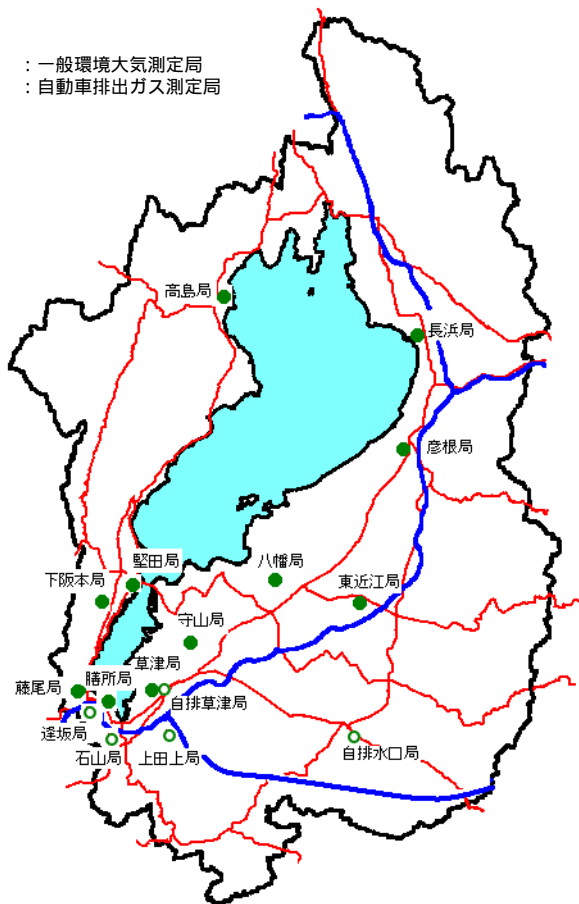 ：一般環境大気測定局
：自動車排出ガス測定局
高島局
長浜局
彦根局
堅田局
八幡局
下阪本局
東近江局
守山局
草津局
膳所局
藤尾局
自排草津局
逢坂局
石山局
上田上局
自排水口局